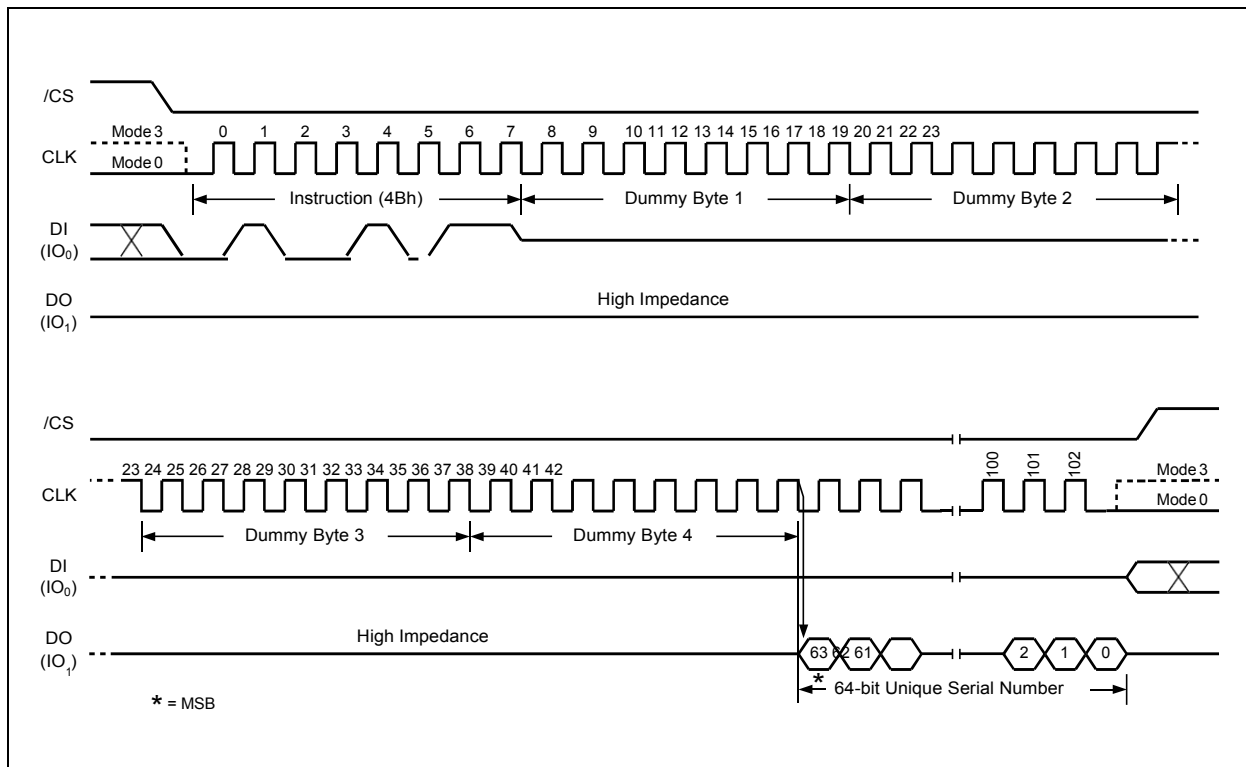 /CS
Mode 3
0 1 2 3 4 5 6 7 8 9 10 11 12 13 14 15 16 17 18 19 20 21 22 23
CLK
Mode 0
Instruction (4Bh)
Dummy Byte 1
Dummy Byte 2
DI
(IO0)
DO
(IO1)
High Impedance
/CS
23 24 25 26 27 28 29 30 31 32 33 34 35 36 37 38 39 40 41 42
100 101 102
Mode 3
CLK
Mode 0
Dummy Byte 3
Dummy Byte 4
DI
(IO0)
DO
(IO1)
High Impedance
63 62 61 2 1 0
* 64-bit Unique Serial Number
* = MSB